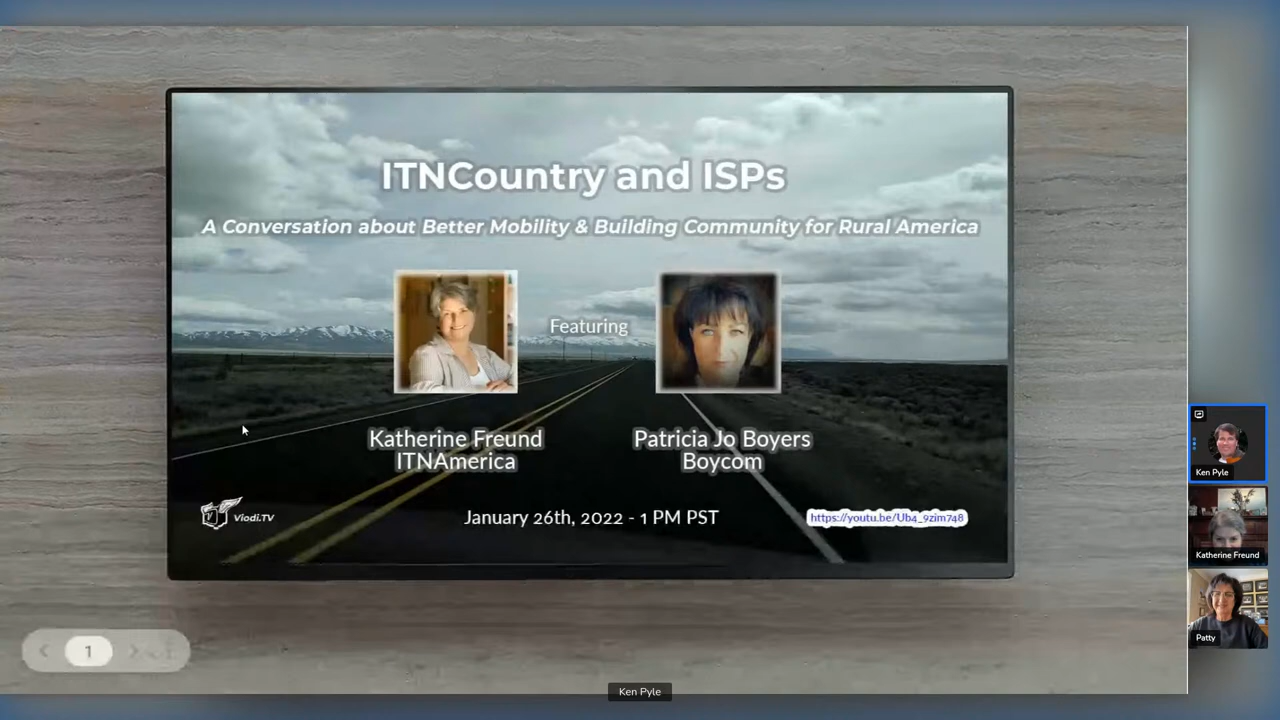 ITNCountry and ISPs
A Conversation about Better Mobility & Building Community for Rural America
Featuring
Katherine Freund
ITNAmerica
Patricia Jo Boyers
Boycom
Viodi.TV
January 26th, 2022 - 1 PM PST
https://youtu.be/Ub4_9zim748
1
Ken Pyle
Katherine Freund
Patty
Ken Pyle